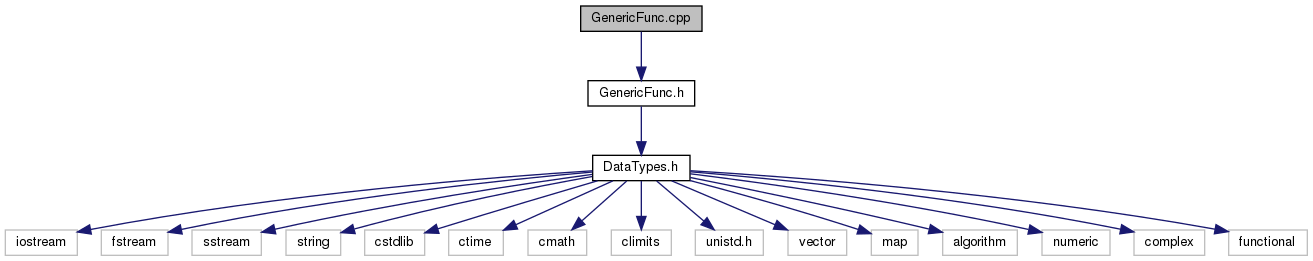 GenericFunc.cpp
GenericFunc.h
DataTypes.h
iostream
fstream
sstream
string
cstdlib
ctime
cmath
climits
unistd.h
vector
map
algorithm
numeric
complex
functional